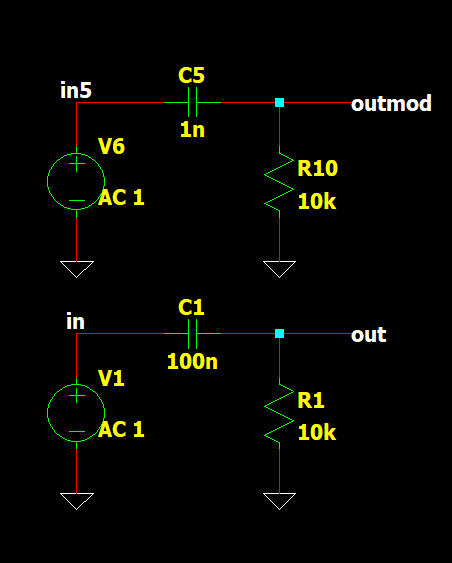 C5
in5
outmod
1n
V6
R10
AC 1
10k
C1
in
out
100n
V1
R1
AC 1
10k